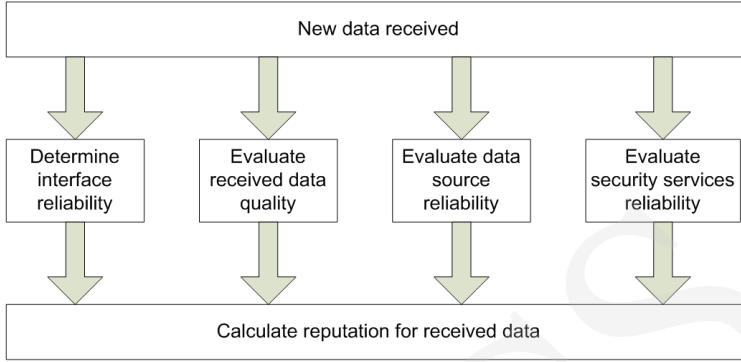 New data received
Determine
interface
reliability
Evaluate
received data
quality
Evaluate data
source
reliability
Evaluate
security services
reliability
Calculate reputation for received data